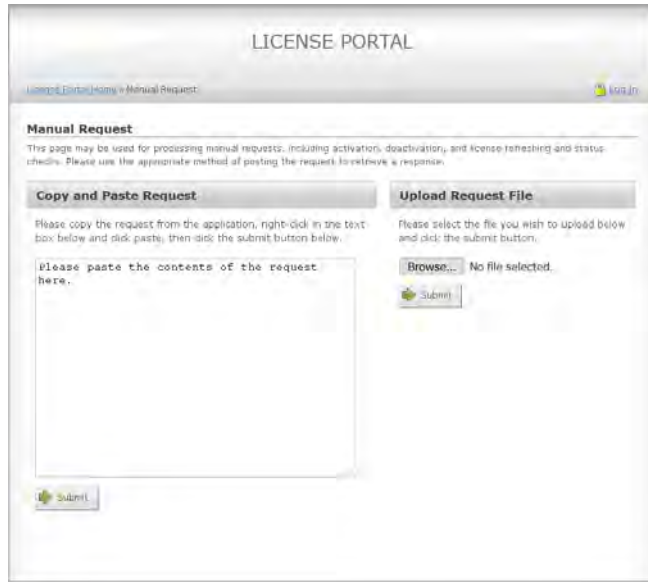 LICENSE PORTAL
License Portal Home » Manual Request
Log In
Manual Request
This page may be used for processing manual requests, including activation, deactivation, and license refreshing and status
checks. Please use the appropriate method of posting the request to retrieve a response.
Copy and Paste Request
Please copy the request from the application, right-click in the text
box below and click paste, then click the submit button below.
Please paste the contents of the request
here.
Submit
Upload Request File
Please select the file you wish to upload below
and click the submit button.
Browse... No file selected.
Submit